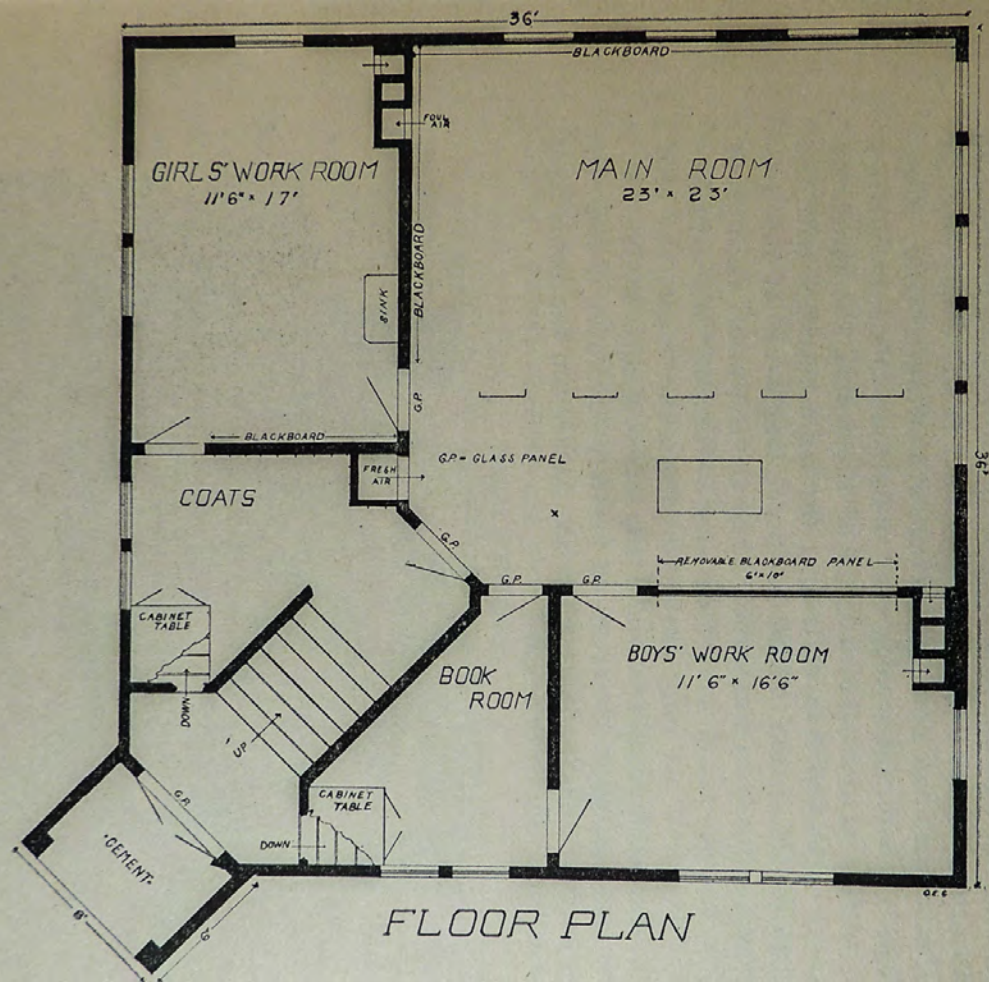 36'
BLACKBOARD
FOUL
AIR
GIRLS' WORK ROOM
11'6" × 17'
MAIN ROOM
23' × 23'
BLACKBOARD
SINK
G.P.
BLACKBOARD
G.P. = GLASS PANEL
FRESH
AIR
COATS
36'
×
G.P.
REMOVABLE BLACKBOARD PANEL
6' × 10'
G.P.
G.P.
CABINET
TABLE
BOYS' WORK ROOM
11' 6" × 16'6"
BOOK
ROOM
DOWN
UP
G.P.
CABINET
TABLE
CEMENT
DOWN
8'
FLOOR PLAN